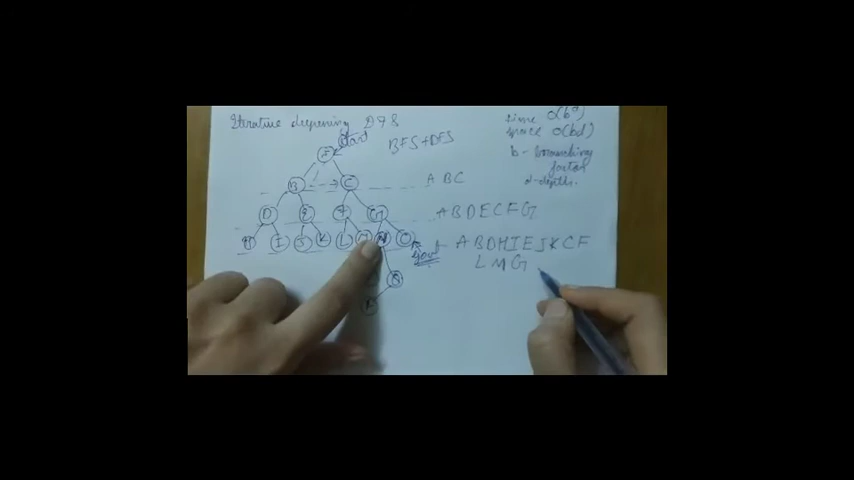 Iterative deepening DFS
Start
BFS+DFS
time O(b^d)
space O(bd)
b - branching
factor
d-depth.
A
B C
A B C
D E F G
A B D E C F G
H I J K L M N O
Goal
A B D H I E J K C F
L M G
Q